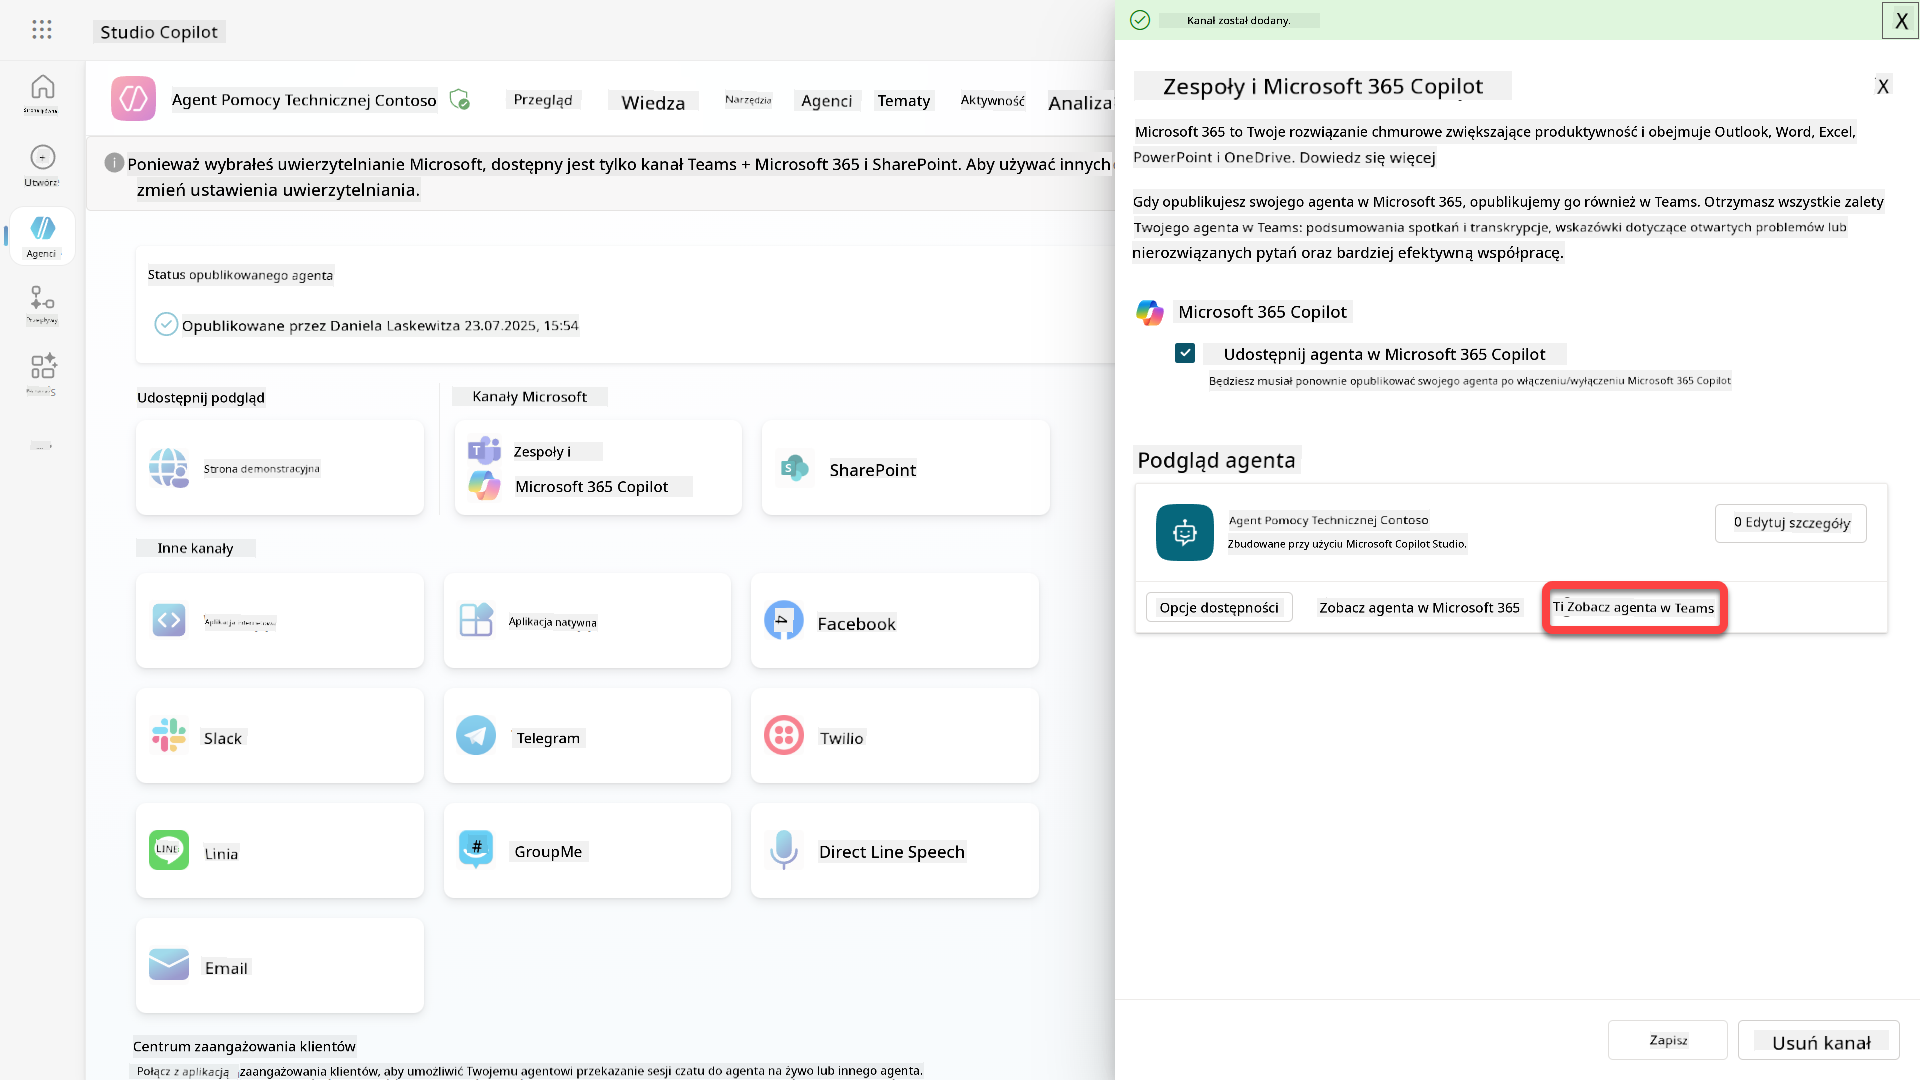 Studio Copilot
Kanał został dodany.
X
Strona główna
Utwórz
Agenci
Przepływy
Agent Pomocy Technicznej Contoso
Przegląd
Wiedza
Narzędzia
Agenci
Tematy
Aktywność
Analiza
Ponieważ wybrałeś uwierzytelnianie Microsoft, dostępny jest tylko kanał Teams + Microsoft 365 i SharePoint. Aby używać innych
zmień ustawienia uwierzytelniania.
Status opublikowanego agenta
Opublikowane przez Daniela Laskewitza 23.07.2025, 15:54
Udostępnij podgląd
Kanały Microsoft
Strona demonstracyjna
Zespoły i
Microsoft 365 Copilot
SharePoint
Inne kanały
Aplikacja internetowa
Aplikacja natywna
Facebook
Slack
Telegram
Twilio
LINE
Linia
#
GroupMe
Direct Line Speech
Email
Centrum zaangażowania klientów
Połącz z aplikacją zaangażowania klientów, aby umożliwić Twojemu agentowi przekazanie sesji czatu do agenta na żywo lub innego agenta.
Zespoły i Microsoft 365 Copilot
X
Microsoft 365 to Twoje rozwiązanie chmurowe zwiększające produktywność i obejmuje Outlook, Word, Excel,
PowerPoint i OneDrive. Dowiedz się więcej
Gdy opublikujesz swojego agenta w Microsoft 365, opublikujemy go również w Teams. Otrzymasz wszystkie zalety
Twojego agenta w Teams: podsumowania spotkań i transkrypcje, wskazówki dotyczące otwartych problemów lub
nierozwiązanych pytań oraz bardziej efektywną współpracę.
Microsoft 365 Copilot
Udostępnij agenta w Microsoft 365 Copilot
Będziesz musiał ponownie opublikować swojego agenta po włączeniu/wyłączeniu Microsoft 365 Copilot
Podgląd agenta
Agent Pomocy Technicznej Contoso
Zbudowane przy użyciu Microsoft Copilot Studio.
0 Edytuj szczegóły
Opcje dostępności
Zobacz agenta w Microsoft 365
Ti Zobacz agenta w Teams
Zapisz
Usuń kanał